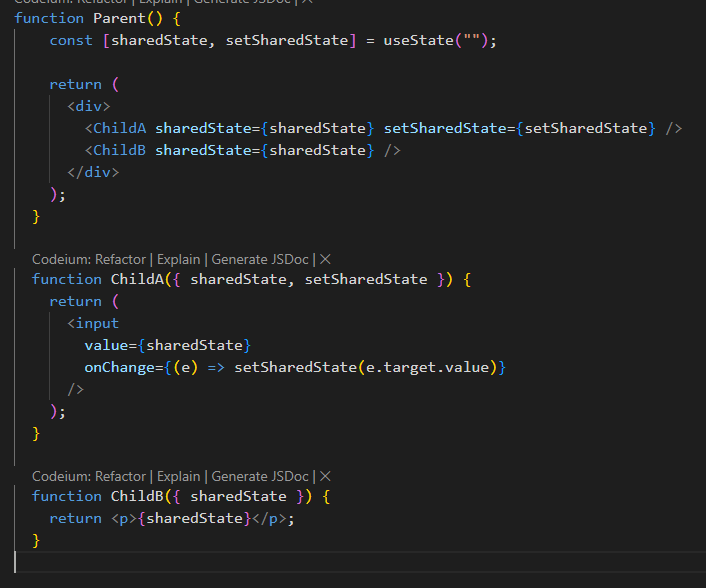 Codeium: Refactor | Explain | Generate JSDoc | ×
function Parent() {
    const [sharedState, setSharedState] = useState("");

    return (
      <div>
        <ChildA sharedState={sharedState} setSharedState={setSharedState} />
        <ChildB sharedState={sharedState} />
      </div>
    );
  }

  Codeium: Refactor | Explain | Generate JSDoc | ×
  function ChildA({ sharedState, setSharedState }) {
    return (
      <input
        value={sharedState}
        onChange={(e) => setSharedState(e.target.value)}
      />
    );
  }

  Codeium: Refactor | Explain | Generate JSDoc | ×
  function ChildB({ sharedState }) {
    return <p>{sharedState}</p>;
  }